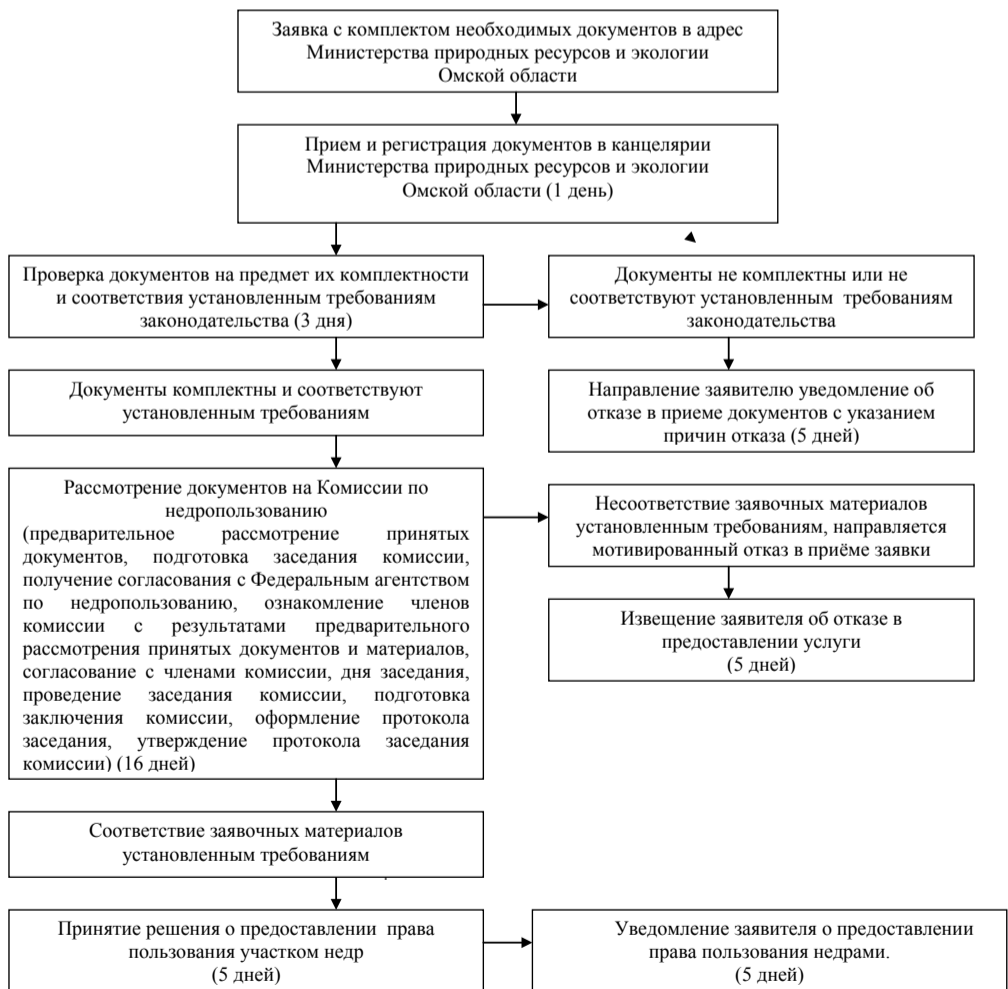 Заявка с комплектом необходимых документов в адрес
Министерства природных ресурсов и экологии
Омской области
Прием и регистрация документов в канцелярии
Министерства природных ресурсов и экологии
Омской области (1 день)
Проверка документов на предмет их комплектности
и соответствия установленным требованиям
законодательства (3 дня)
Документы не комплектны или не
соответствуют установленным требованиям
законодательства
Документы комплектны и соответствуют
установленным требованиям
Направление заявителю уведомление об
отказе в приеме документов с указанием
причин отказа (5 дней)
Рассмотрение документов на Комиссии по
недропользованию
(предварительное рассмотрение принятых
документов, подготовка заседания комиссии,
получение согласования с Федеральным агентством
по недропользованию, ознакомление членов
комиссии с результатами предварительного
рассмотрения принятых документов и материалов,
согласование с членами комиссии, дня заседания,
проведение заседания комиссии, подготовка
заключения комиссии, оформление протокола
заседания, утверждение протокола заседания
комиссии) (16 дней)
Несоответствие заявочных материалов
установленным требованиям, направляется
мотивированный отказ в приёме заявки
Извещение заявителя об отказе в
предоставлении услуги
(5 дней)
Соответствие заявочных материалов
установленным требованиям
Принятие решения о предоставлении права
пользования участком недр
(5 дней)
Уведомление заявителя о предоставлении
права пользования недрами.
(5 дней)